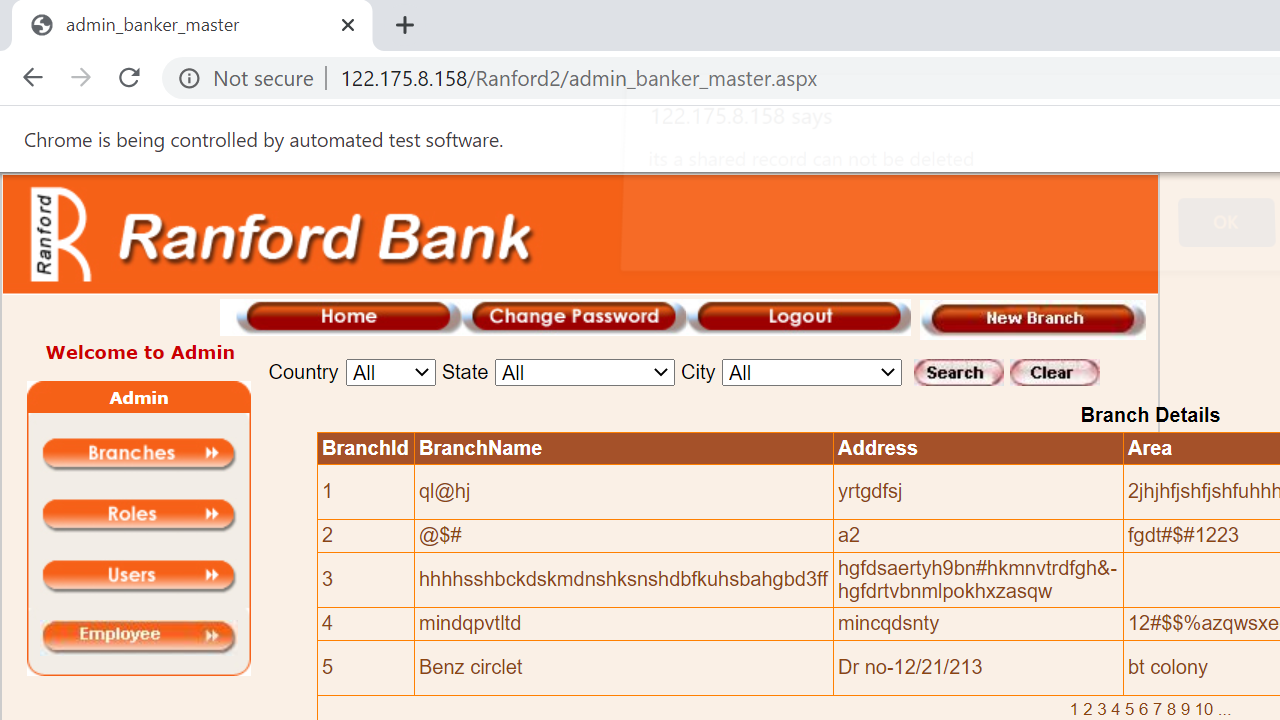 admin_banker_master
Not secure 122.175.8.158/Ranford2/admin_banker_master.aspx
122.175.8.158 says
Chrome is being controlled by automated test software.
its a shared record can not be deleted
OK
Ranford
Ranford Bank
Home Change Password Logout New Branch
Welcome to Admin
Country All State All City All Search Clear
Admin
Branch Details
BranchId BranchName Address Area
Branches
1 ql@hj yrtgdfsj 2jhjhfjshfjshfuhhh
Roles
2 @$# a2 fgdt#$#1223
Users
3 hhhhsshbckdskmdnshksnshdbfkuhsbahgbd3ff hgfdsaertyh9bn#hkmnvtrdfgh&-
hgfdrtvbnmlpokhxzasqw
Employee
4 mindqpvtltd mincqdsnty 12#$$%azqwsxe
5 Benz circlet Dr no-12/21/213 bt colony
1 2 3 4 5 6 7 8 9 10 ...